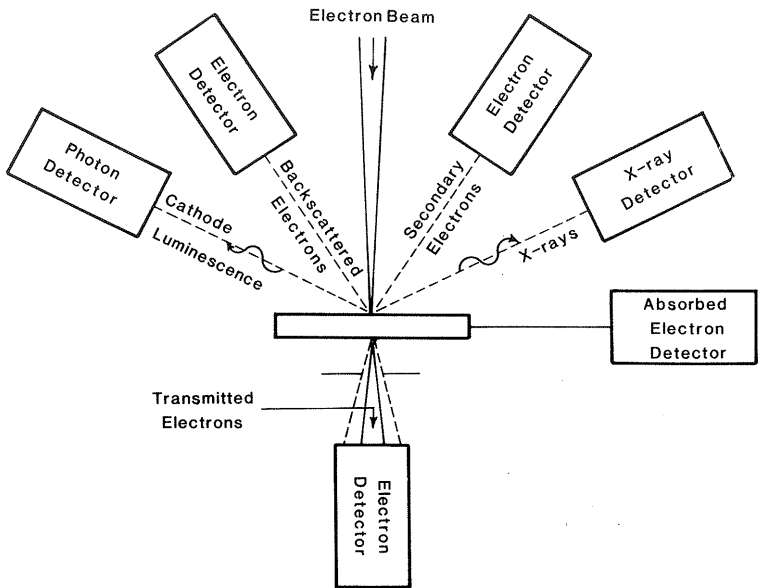 Electron Beam
Electron
Detector
Electron
Detector
Photon
Detector
X-ray
Detector
Cathode
Luminescence
Backscattered
Electrons
Secondary
Electrons
X-rays
Absorbed
Electron
Detector
Transmitted
Electrons
Electron
Detector